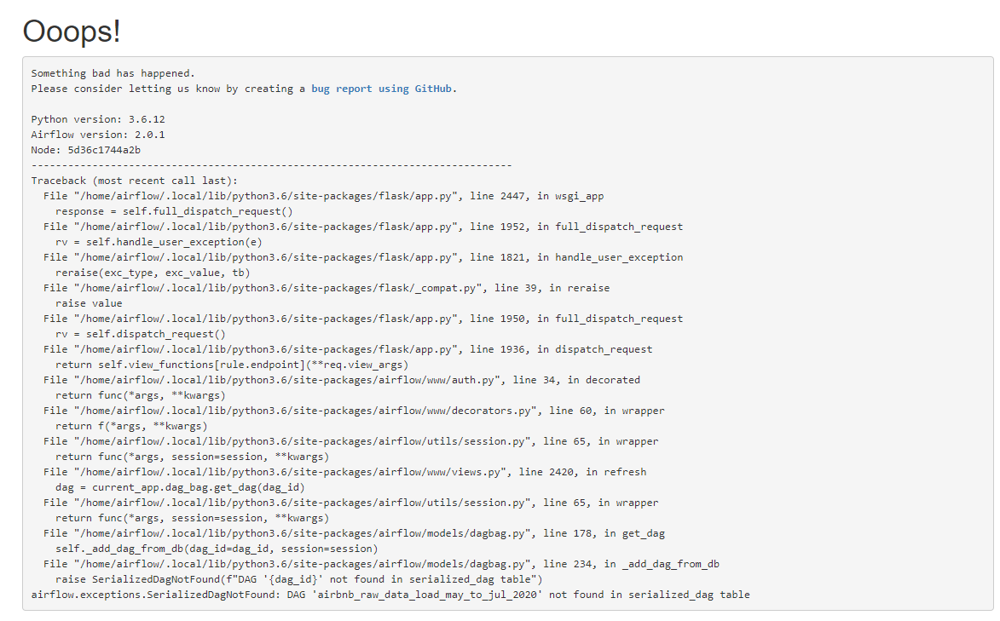 Ooops!
Something bad has happened.
Please consider letting us know by creating a bug report using GitHub.
Python version: 3.6.12
Airflow version: 2.0.1
Node: 5d36c1744a2b
-------------------------------------------------------------------------------
Traceback (most recent call last):
  File "/home/airflow/.local/lib/python3.6/site-packages/flask/app.py", line 2447, in wsgi_app
    response = self.full_dispatch_request()
  File "/home/airflow/.local/lib/python3.6/site-packages/flask/app.py", line 1952, in full_dispatch_request
    rv = self.handle_user_exception(e)
  File "/home/airflow/.local/lib/python3.6/site-packages/flask/app.py", line 1821, in handle_user_exception
    reraise(exc_type, exc_value, tb)
  File "/home/airflow/.local/lib/python3.6/site-packages/flask/_compat.py", line 39, in reraise
    raise value
  File "/home/airflow/.local/lib/python3.6/site-packages/flask/app.py", line 1950, in full_dispatch_request
    rv = self.dispatch_request()
  File "/home/airflow/.local/lib/python3.6/site-packages/flask/app.py", line 1936, in dispatch_request
    return self.view_functions[rule.endpoint](**req.view_args)
  File "/home/airflow/.local/lib/python3.6/site-packages/airflow/www/auth.py", line 34, in decorated
    return func(*args, **kwargs)
  File "/home/airflow/.local/lib/python3.6/site-packages/airflow/www/decorators.py", line 60, in wrapper
    return f(*args, **kwargs)
  File "/home/airflow/.local/lib/python3.6/site-packages/airflow/utils/session.py", line 65, in wrapper
    return func(*args, session=session, **kwargs)
  File "/home/airflow/.local/lib/python3.6/site-packages/airflow/www/views.py", line 2420, in refresh
    dag = current_app.dag_bag.get_dag(dag_id)
  File "/home/airflow/.local/lib/python3.6/site-packages/airflow/utils/session.py", line 65, in wrapper
    return func(*args, session=session, **kwargs)
  File "/home/airflow/.local/lib/python3.6/site-packages/airflow/models/dagbag.py", line 178, in get_dag
    self._add_dag_from_db(dag_id=dag_id, session=session)
  File "/home/airflow/.local/lib/python3.6/site-packages/airflow/models/dagbag.py", line 234, in _add_dag_from_db
    raise SerializedDagNotFound(f"DAG '{dag_id}' not found in serialized_dag table")
airflow.exceptions.SerializedDagNotFound: DAG 'airbnb_raw_data_load_may_to_jul_2020' not found in serialized_dag table